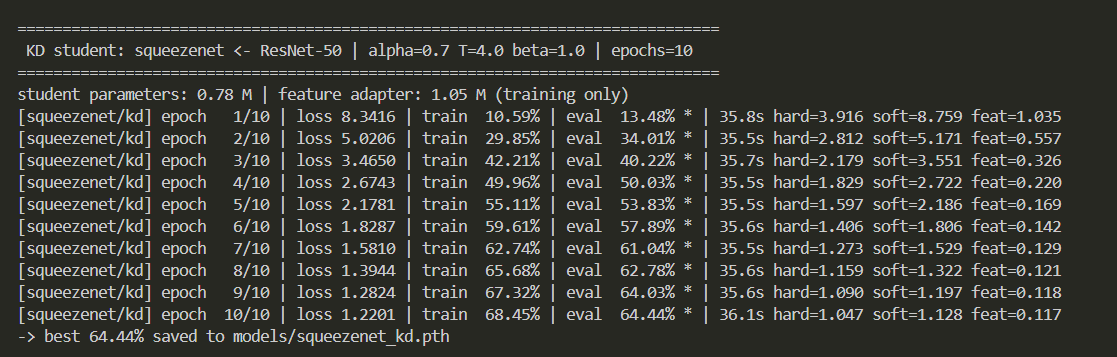 ======================================================================
 KD student: squeezenet <- ResNet-50 | alpha=0.7 T=4.0 beta=1.0 | epochs=10
======================================================================
student parameters: 0.78 M | feature adapter: 1.05 M (training only)
[squeezenet/kd] epoch   1/10 | loss 8.3416 | train  10.59% | eval  13.48% * | 35.8s hard=3.916 soft=8.759 feat=1.035
[squeezenet/kd] epoch   2/10 | loss 5.0206 | train  29.85% | eval  34.01% * | 35.5s hard=2.812 soft=5.171 feat=0.557
[squeezenet/kd] epoch   3/10 | loss 3.4650 | train  42.21% | eval  40.22% * | 35.7s hard=2.179 soft=3.551 feat=0.326
[squeezenet/kd] epoch   4/10 | loss 2.6743 | train  49.96% | eval  50.03% * | 35.5s hard=1.829 soft=2.722 feat=0.220
[squeezenet/kd] epoch   5/10 | loss 2.1781 | train  55.11% | eval  53.83% * | 35.5s hard=1.597 soft=2.186 feat=0.169
[squeezenet/kd] epoch   6/10 | loss 1.8287 | train  59.61% | eval  57.89% * | 35.6s hard=1.406 soft=1.806 feat=0.142
[squeezenet/kd] epoch   7/10 | loss 1.5810 | train  62.74% | eval  61.04% * | 35.5s hard=1.273 soft=1.529 feat=0.129
[squeezenet/kd] epoch   8/10 | loss 1.3944 | train  65.68% | eval  62.78% * | 35.6s hard=1.159 soft=1.322 feat=0.121
[squeezenet/kd] epoch   9/10 | loss 1.2824 | train  67.32% | eval  64.03% * | 35.6s hard=1.090 soft=1.197 feat=0.118
[squeezenet/kd] epoch  10/10 | loss 1.2201 | train  68.45% | eval  64.44% * | 36.1s hard=1.047 soft=1.128 feat=0.117
-> best 64.44% saved to models/squeezenet_kd.pth